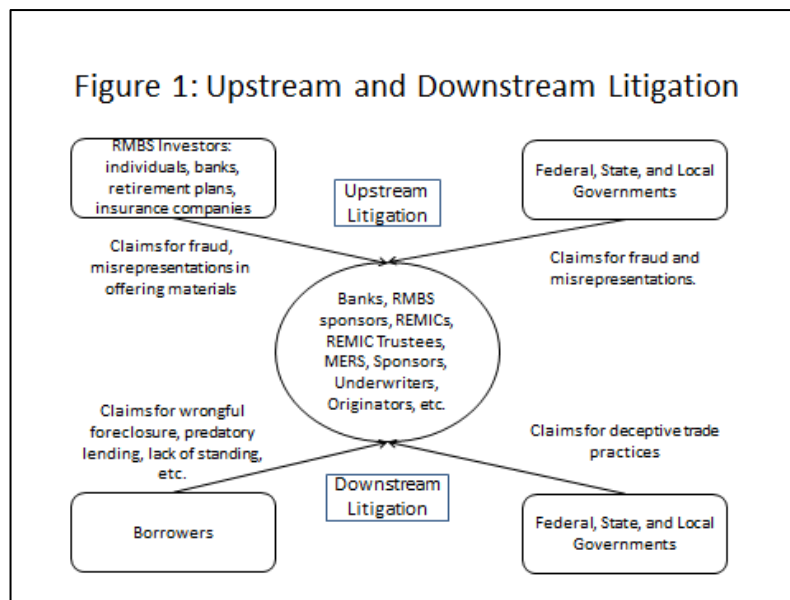 Figure 1: Upstream and Downstream Litigation
RMBS Investors:
individuals, banks,
retirement plans,
insurance companies
Upstream
Litigation
Federal, State, and Local
Governments
Claims for fraud,
misrepresentations in
offering materials
Claims for fraud and
misrepresentations.
Banks, RMBS
sponsors, REMICs,
REMIC Trustees,
MERS, Sponsors,
Underwriters,
Originators, etc.
Claims for wrongful
foreclosure, predatory
lending, lack of standing,
etc.
Claims for deceptive trade
practices
Downstream
Litigation
Borrowers
Federal, State, and Local
Governments